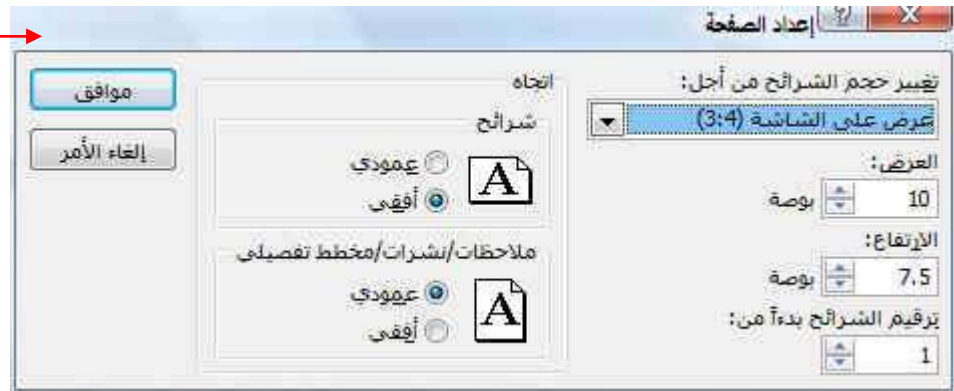 إعداد الصفحة
تغيير حجم الشرائح من أجل:
عرض على الشاشة (3:4)
العرض:
10 بوصة
الارتفاع:
7.5 بوصة
ترقيم الشرائح بدءآ من:
1
اتجاه
شرائح
عمودي
أفقي
ملاحظات/نشرات/مخطط تفصيلي
عمودي
أفقي
موافق
إلغاء الأمر